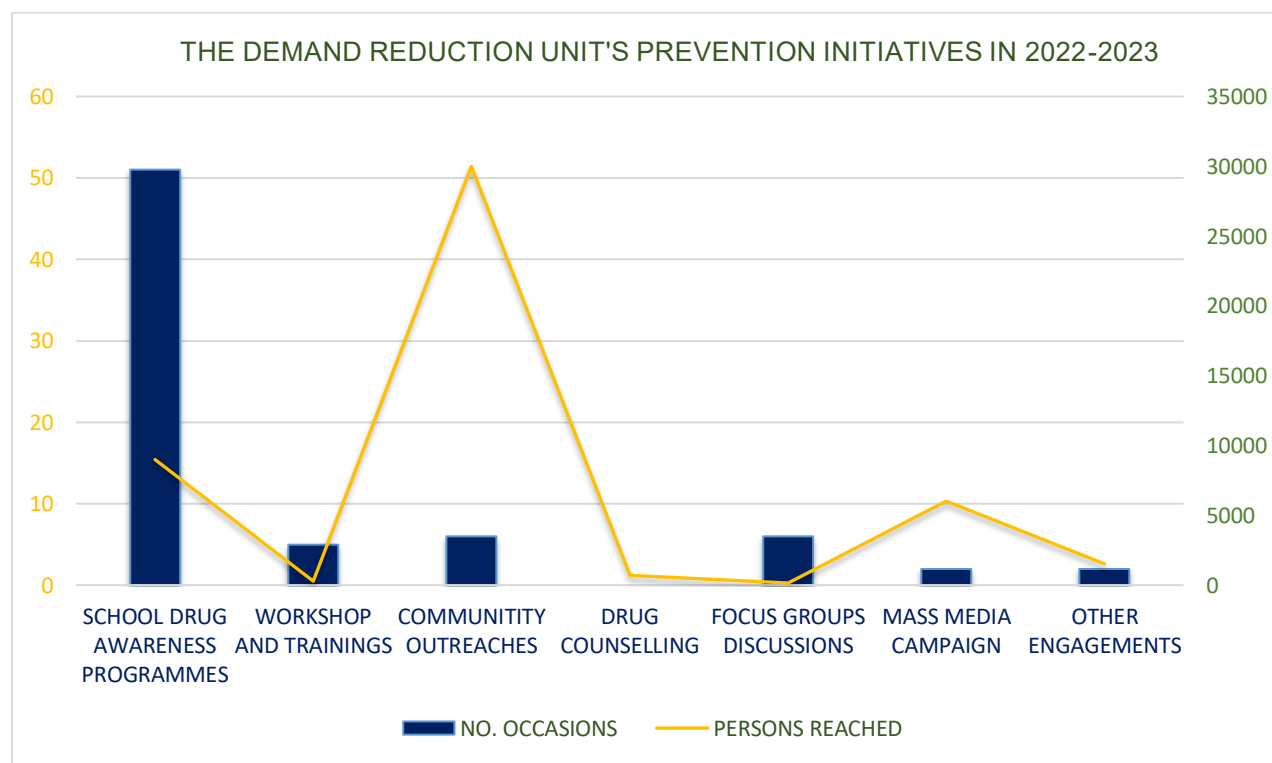 THE DEMAND REDUCTION UNIT'S PREVENTION INITIATIVES IN 2022-2023
60
50
40
30
20
10
0
35000
30000
25000
20000
15000
10000
5000
0
SCHOOL DRUG
AWARENESS
PROGRAMMES
WORKSHOP
AND TRAININGS
COMMUNITITY
OUTREACHES
DRUG
COUNSELLING
FOCUS GROUPS
DISCUSSIONS
MASS MEDIA
CAMPAIGN
OTHER
ENGAGEMENTS
NO. OCCASIONS
PERSONS REACHED